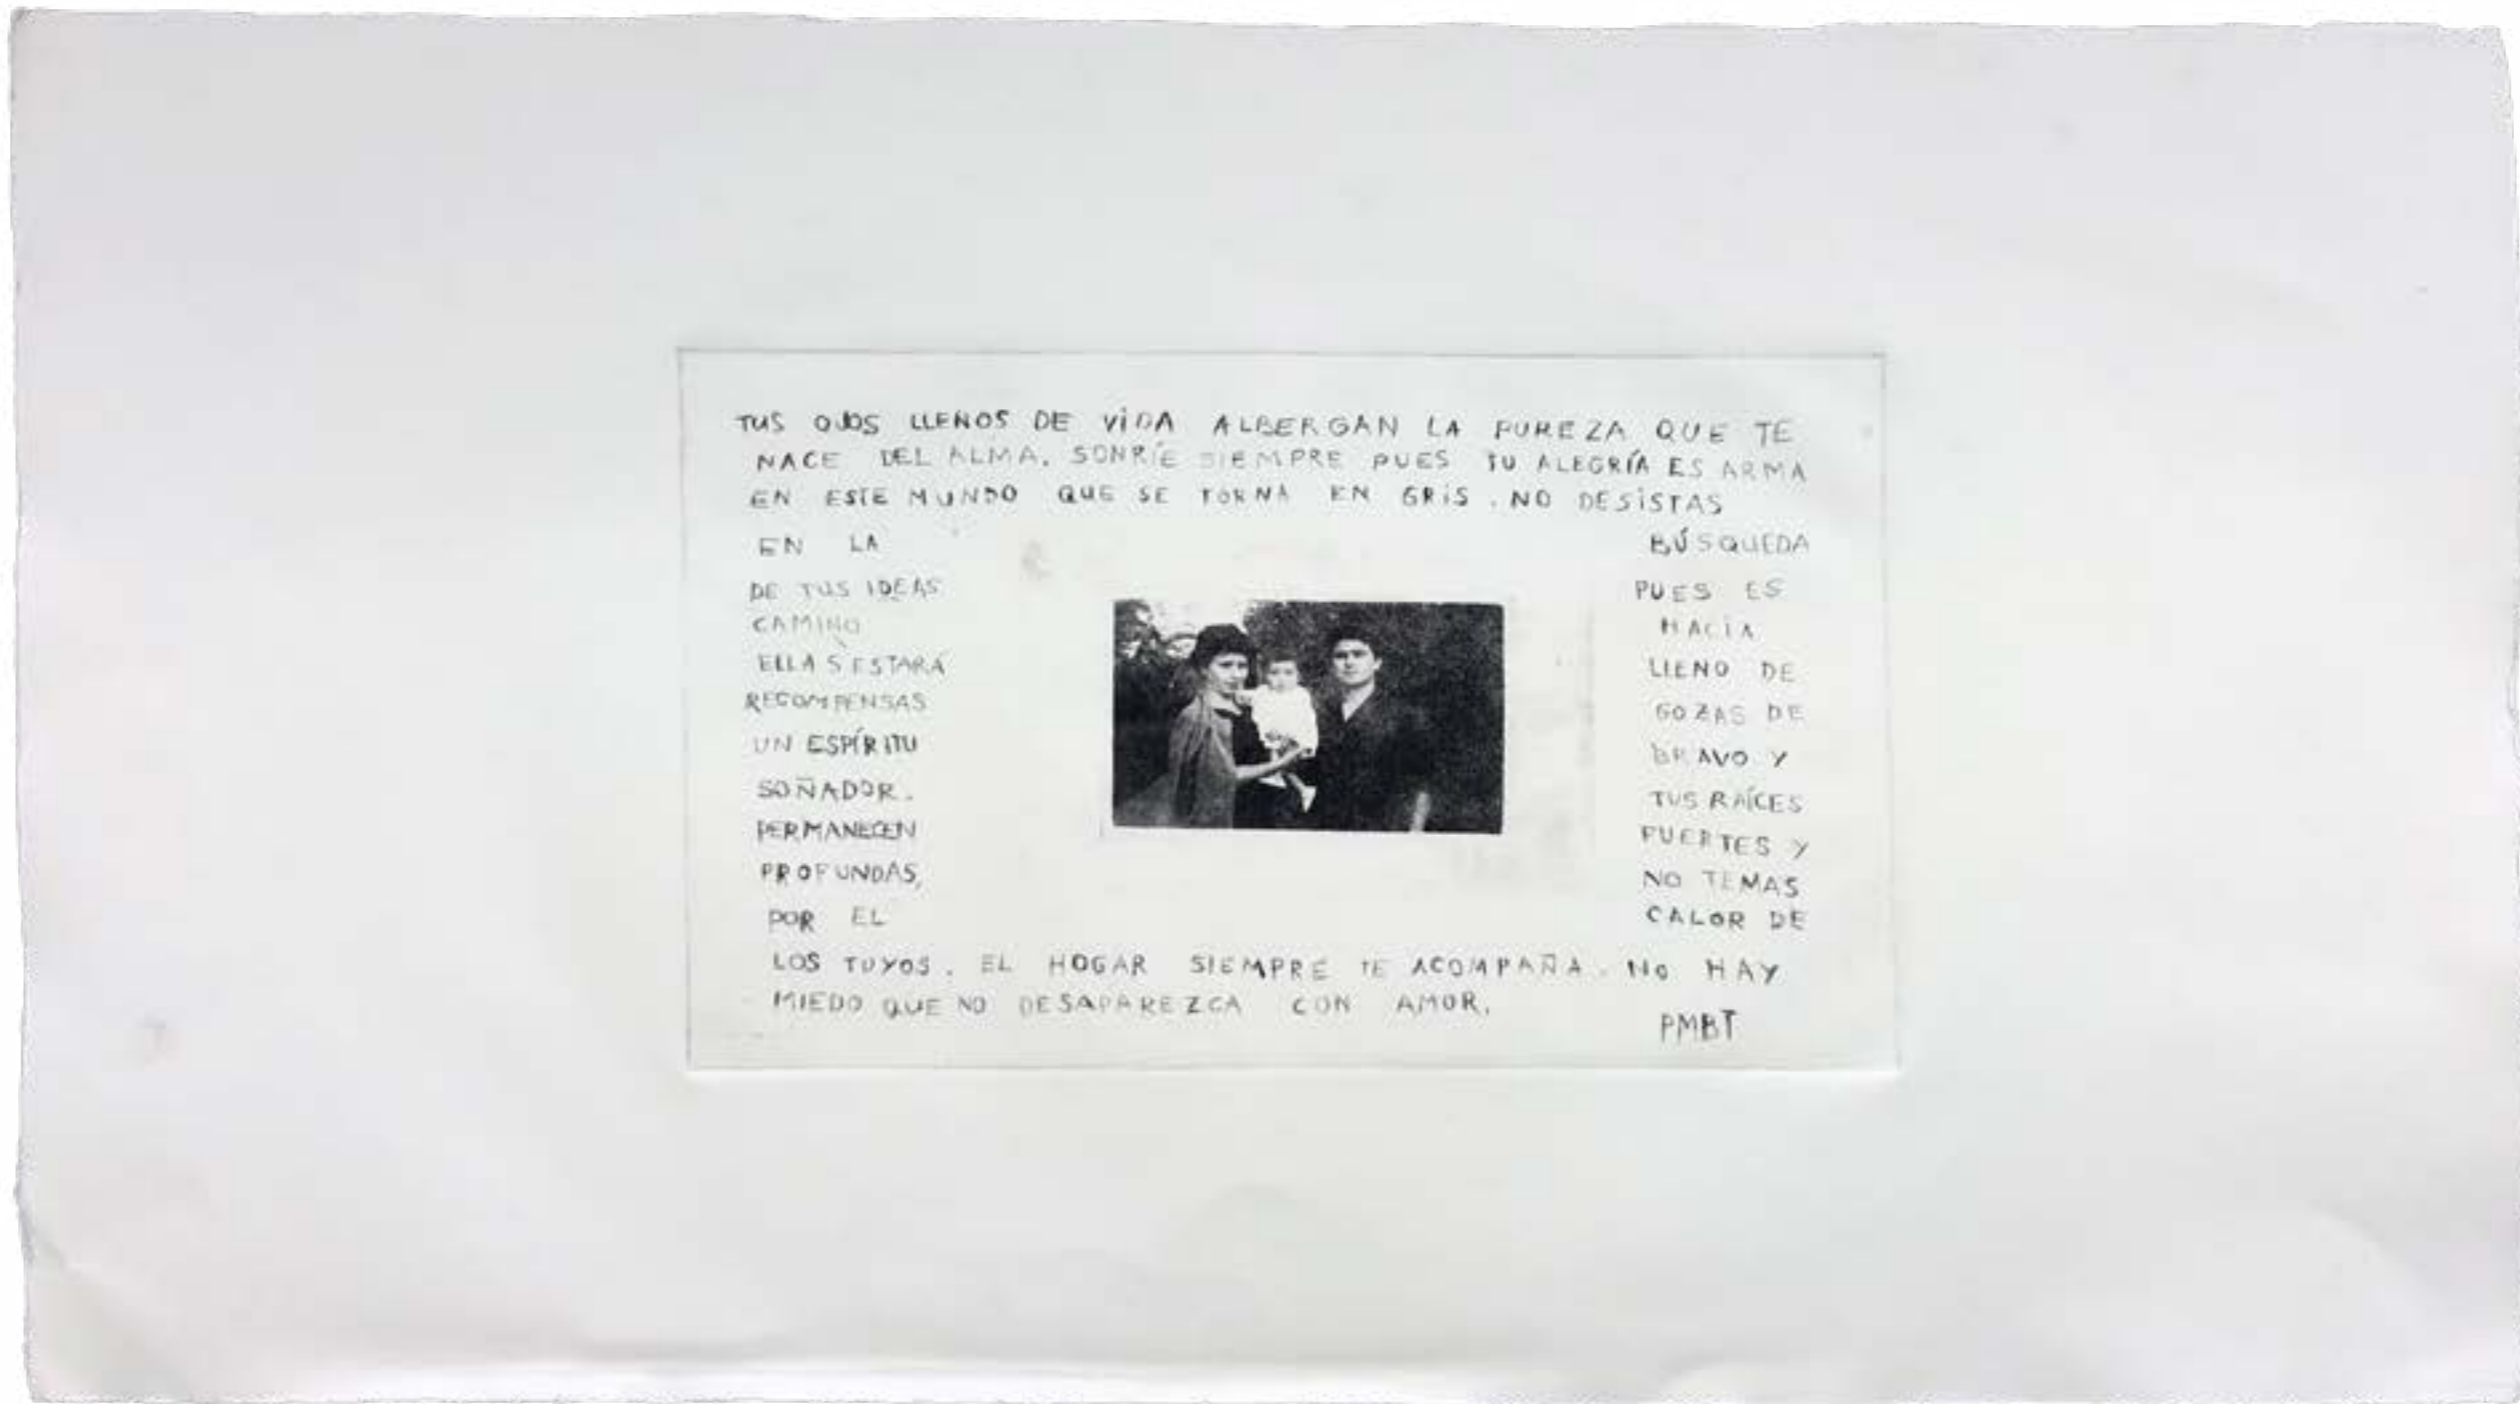 TUS OJOS LLENOS DE ViDA ALBERGAN LA PUREZA QUE TE
NACE DEL ALMA. SONRÍE SIEMPRE PUES TU ALEGRÍA ES ARMA
EN ESTE MUNDO QUE SE TORNA EN GRiS. NO DESiSTAS
EN LA BÚSQUEDA
DE TUS IDEAS PUES ES
CAMINO HACIA
ELLAS ESTARÁ LLENO DE
RECOMPENSAS GOZAS DE
UN ESPÍRITU BRAVO Y
SOÑADOR. TUS RAÍCES
PERMANECEN FUERTES Y
PROFUNDAS, NO TEMAS
POR EL CALOR DE
LOS TUYOS. EL HOGAR SIEMPRE TE ACOMPAÑA. NO HAY
MIEDO QUE NO DESAPAREZCA CON AMOR.
PMBT